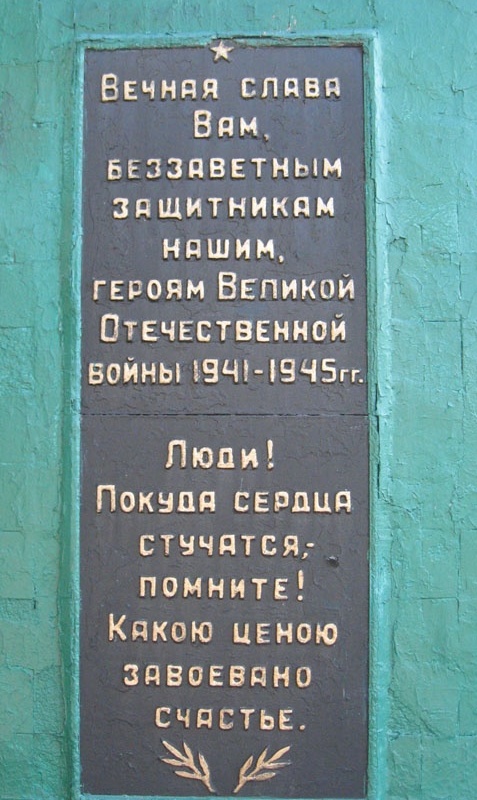 Вечная слава
Вам,
беззаветным
защитникам
нашим,
героям Великой
Отечественной
войны 1941-1945гг.
Люди!
Покуда сердца
стучатся,-
помните!
Какою ценою
завоевано
счастье.